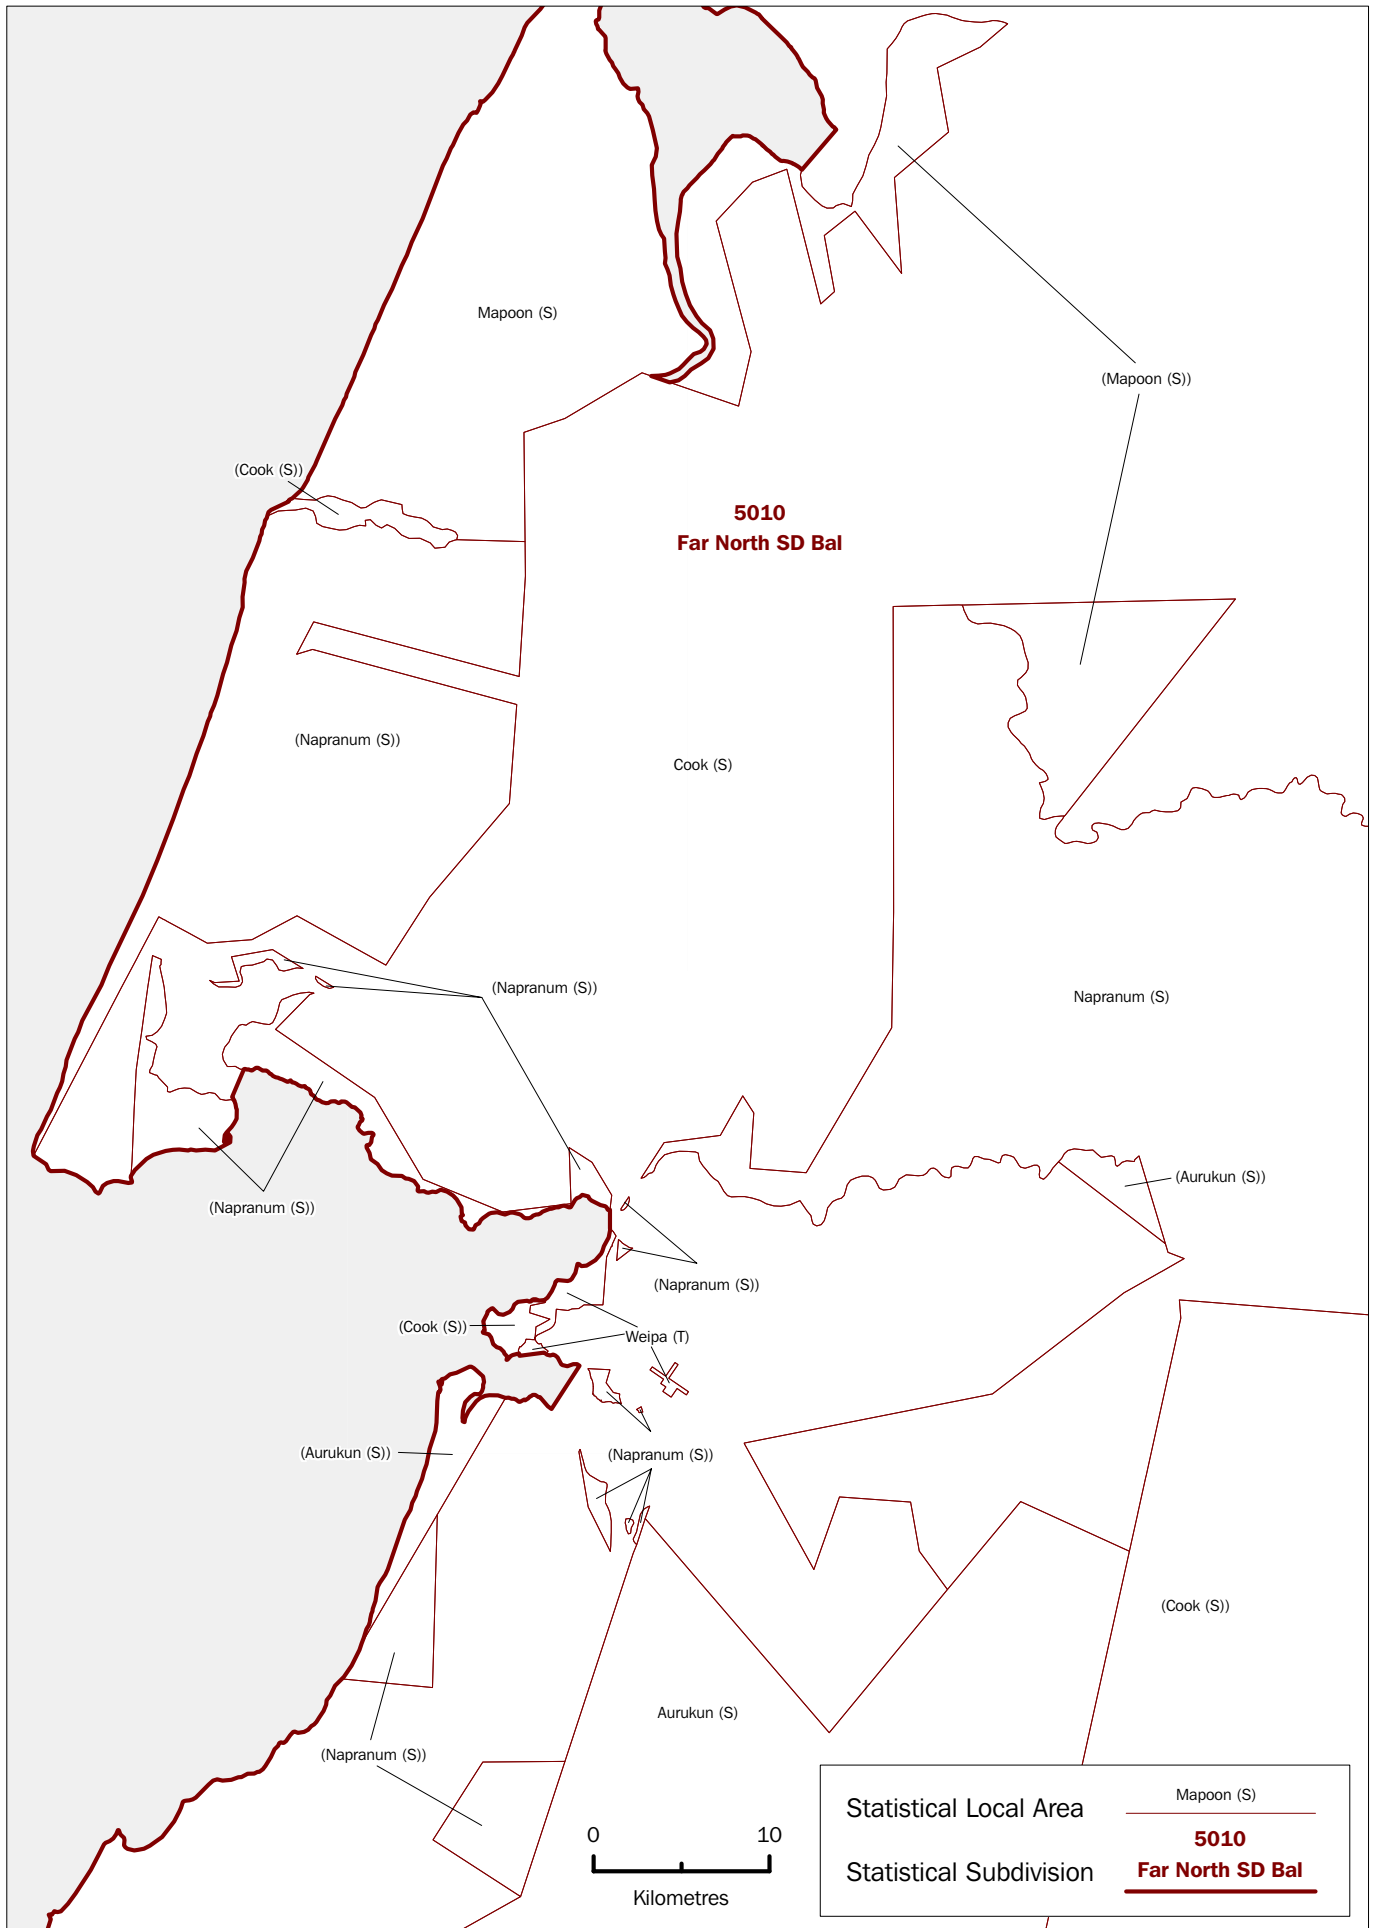 Mapoon (S)
(Mapoon (S))
(Cook (S))
5010
Far North SD Bal
(Napranum (S))
Cook (S)
(Napranum (S))
Napranum (S)
(Aurukun (S))
(Napranum (S))
(Napranum (S))
(Cook (S))
Weipa (T)
(Aurukun (S))
(Napranum (S))
(Cook (S))
Aurukun (S)
(Napranum (S))
0 10
Kilometres
Statistical Local Area
Mapoon (S)
5010
Statistical Subdivision
Far North SD Bal